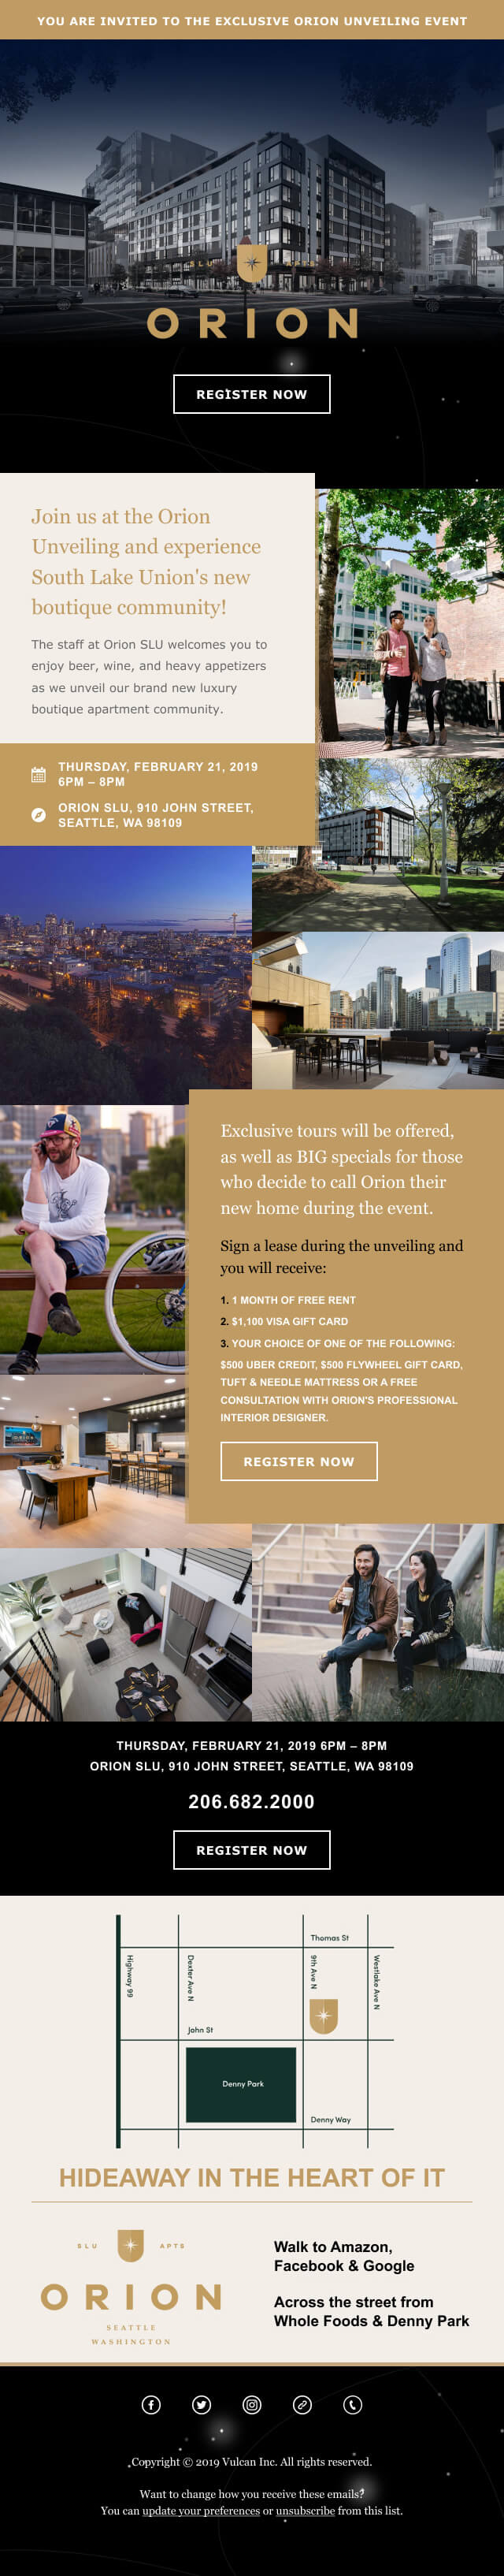 YOU ARE INVITED TO THE EXCLUSIVE ORION UNVEILING EVENT
SLU APTS
ORION
REGISTER NOW
Join us at the Orion
Unveiling and experience
South Lake Union's new
boutique community!
The staff at Orion SLU welcomes you to
enjoy beer, wine, and heavy appetizers
as we unveil our brand new luxury
boutique apartment community.
THURSDAY, FEBRUARY 21, 2019
6PM – 8PM
ORION SLU, 910 JOHN STREET,
SEATTLE, WA 98109
Exclusive tours will be offered,
as well as BIG specials for those
who decide to call Orion their
new home during the event.
Sign a lease during the unveiling and
you will receive:
1. 1 MONTH OF FREE RENT
2. $1,100 VISA GIFT CARD
3. YOUR CHOICE OF ONE OF THE FOLLOWING:
$500 UBER CREDIT, $500 FLYWHEEL GIFT CARD,
TUFT & NEEDLE MATTRESS OR A FREE
CONSULTATION WITH ORION'S PROFESSIONAL
INTERIOR DESIGNER.
REGISTER NOW
THURSDAY, FEBRUARY 21, 2019 6PM – 8PM
ORION SLU, 910 JOHN STREET, SEATTLE, WA 98109
206.682.2000
REGISTER NOW
Thomas St
Highway 99
Dexter Ave N
9th Ave N
Westlake Ave N
John St
Denny Park
Denny Way
HIDEAWAY IN THE HEART OF IT
SLU APTS
ORION
SEATTLE
WASHINGTON
Walk to Amazon,
Facebook & Google
Across the street from
Whole Foods & Denny Park
Copyright © 2019 Vulcan Inc. All rights reserved.
Want to change how you receive these emails?
You can update your preferences or unsubscribe from this list.